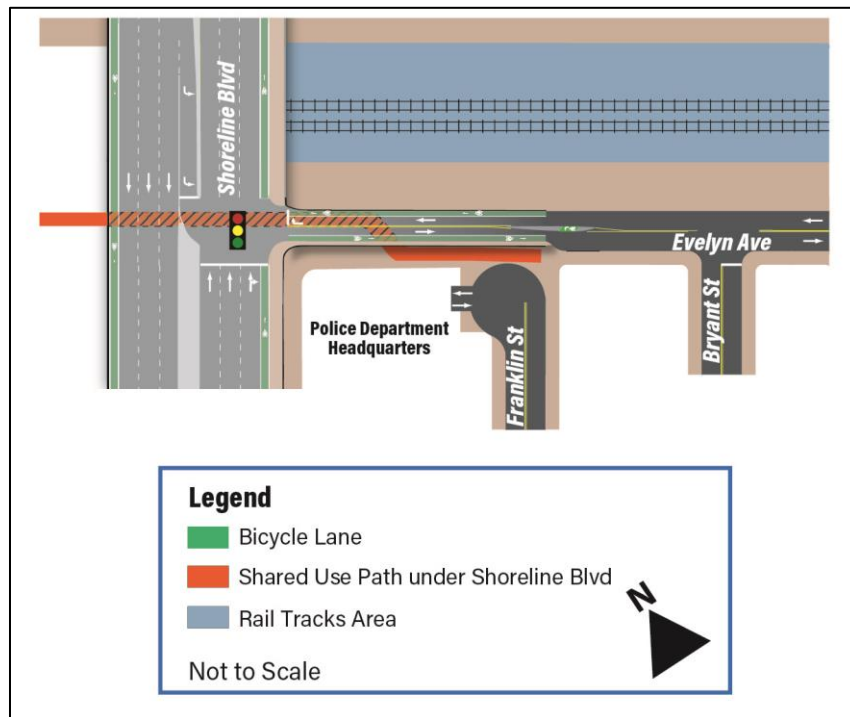 Shoreline Blvd
Evelyn Ave
Bryant St
Franklin St
Police Department
Headquarters
Legend
Bicycle Lane
Shared Use Path under Shoreline Blvd
Rail Tracks Area
N
Not to Scale